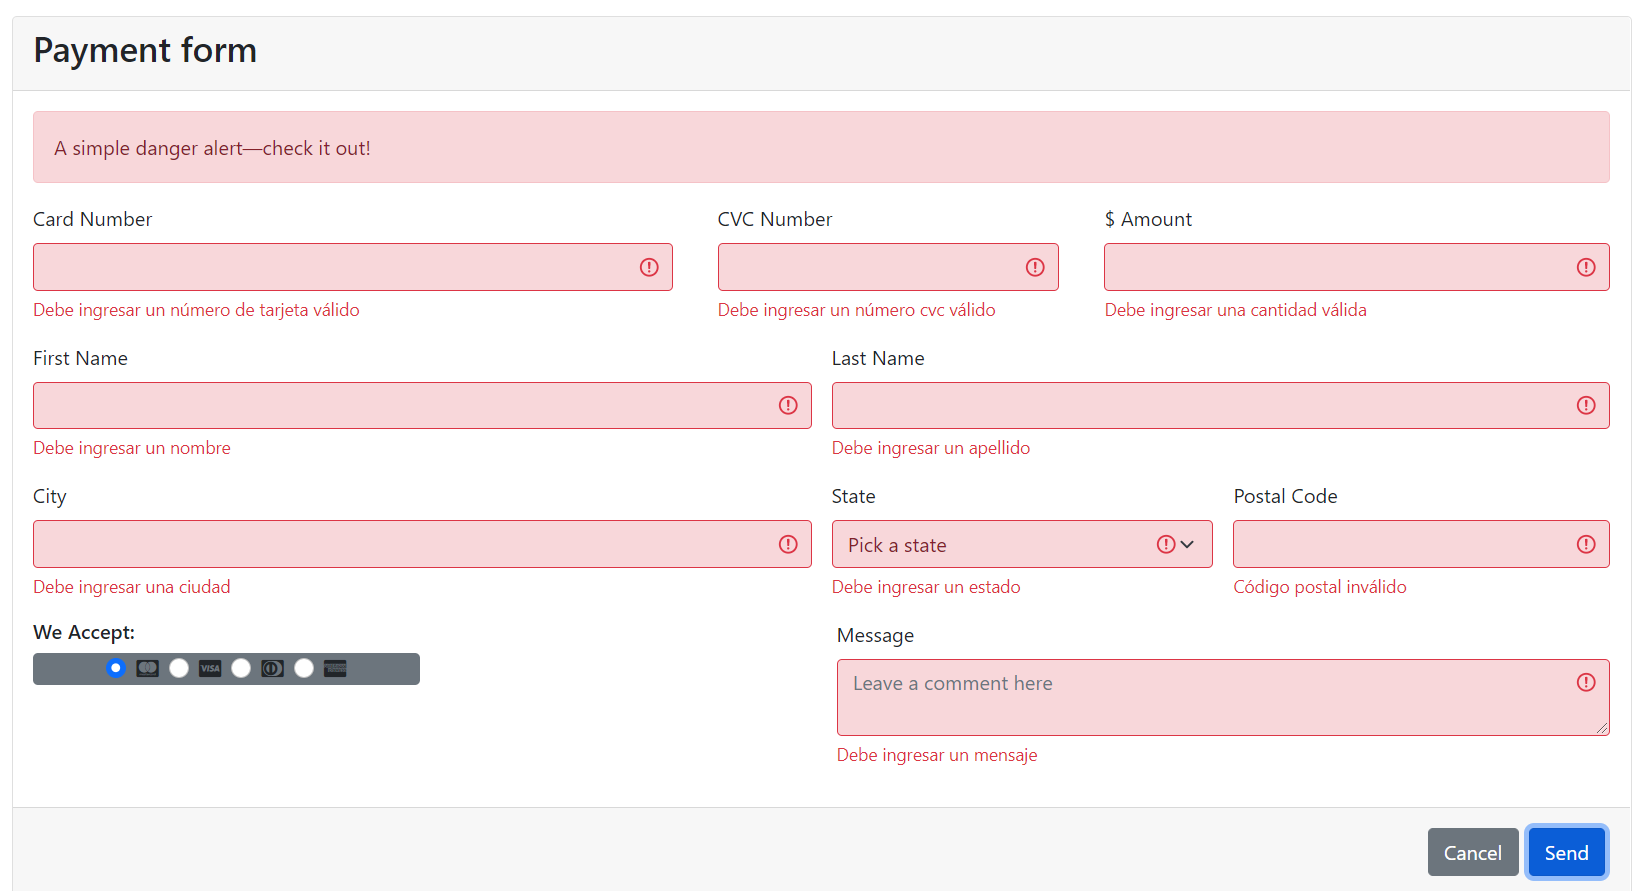 Payment form
A simple danger alert—check it out!
Card Number
CVC Number
$ Amount
Debe ingresar un número de tarjeta válido
Debe ingresar un número cvc válido
Debe ingresar una cantidad válida
First Name
Last Name
Debe ingresar un nombre
Debe ingresar un apellido
City
State
Postal Code
Pick a state
Debe ingresar una ciudad
Debe ingresar un estado
Código postal inválido
We Accept:
Message
VISA
Leave a comment here
Debe ingresar un mensaje
Cancel
Send